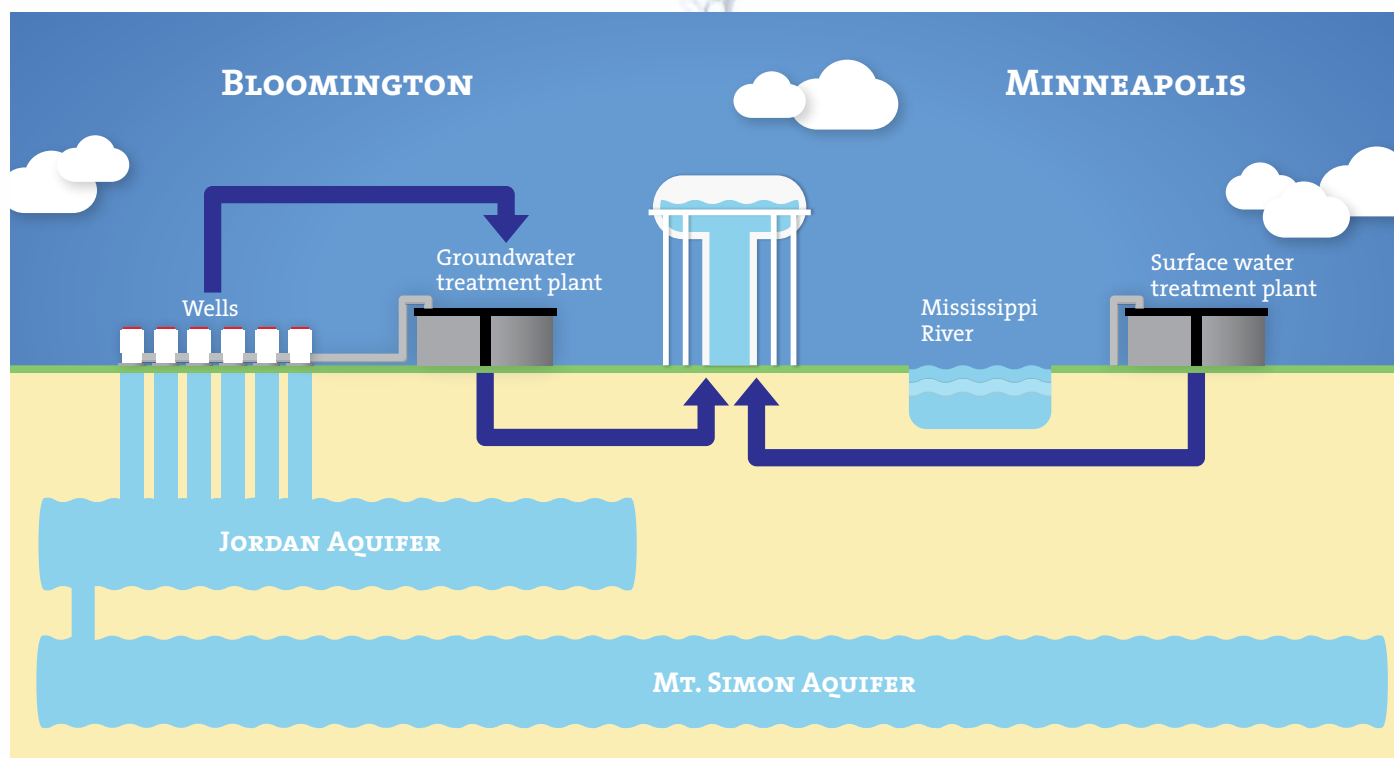 Bloomington
Minneapolis
Groundwater
treatment plant
Wells
Mississippi
River
Surface water
treatment plant
Jordan Aquifer
Mt. Simon Aquifer